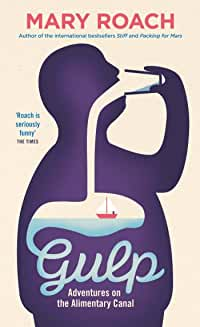 MARY ROACH
Author of the international bestsellers Stiff and Packing for Mars
'Roach is
seriously
funny'
THE TIMES
Gulp
Adventures on
the Alimentary Canal